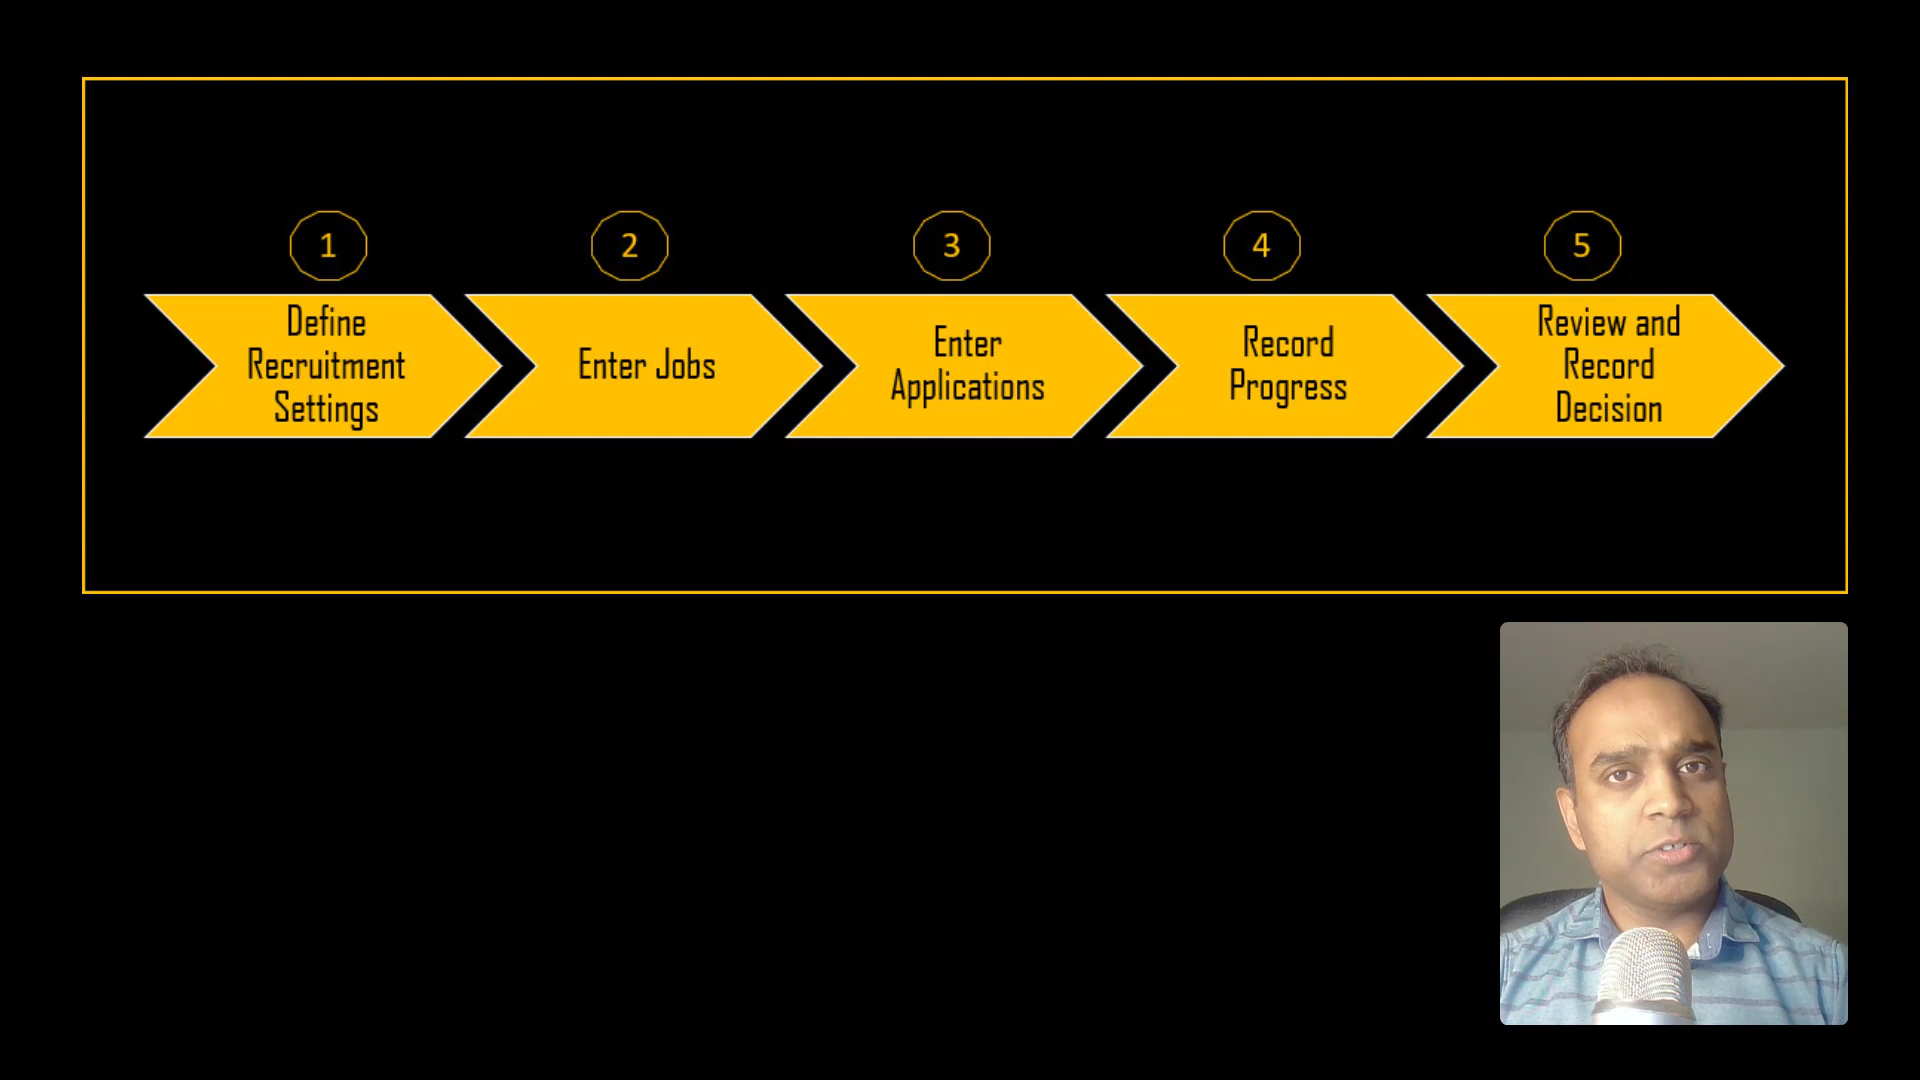 1
2
3
4
5
Define
Recruitment
Settings
Enter Jobs
Enter
Applications
Record
Progress
Review and
Record
Decision